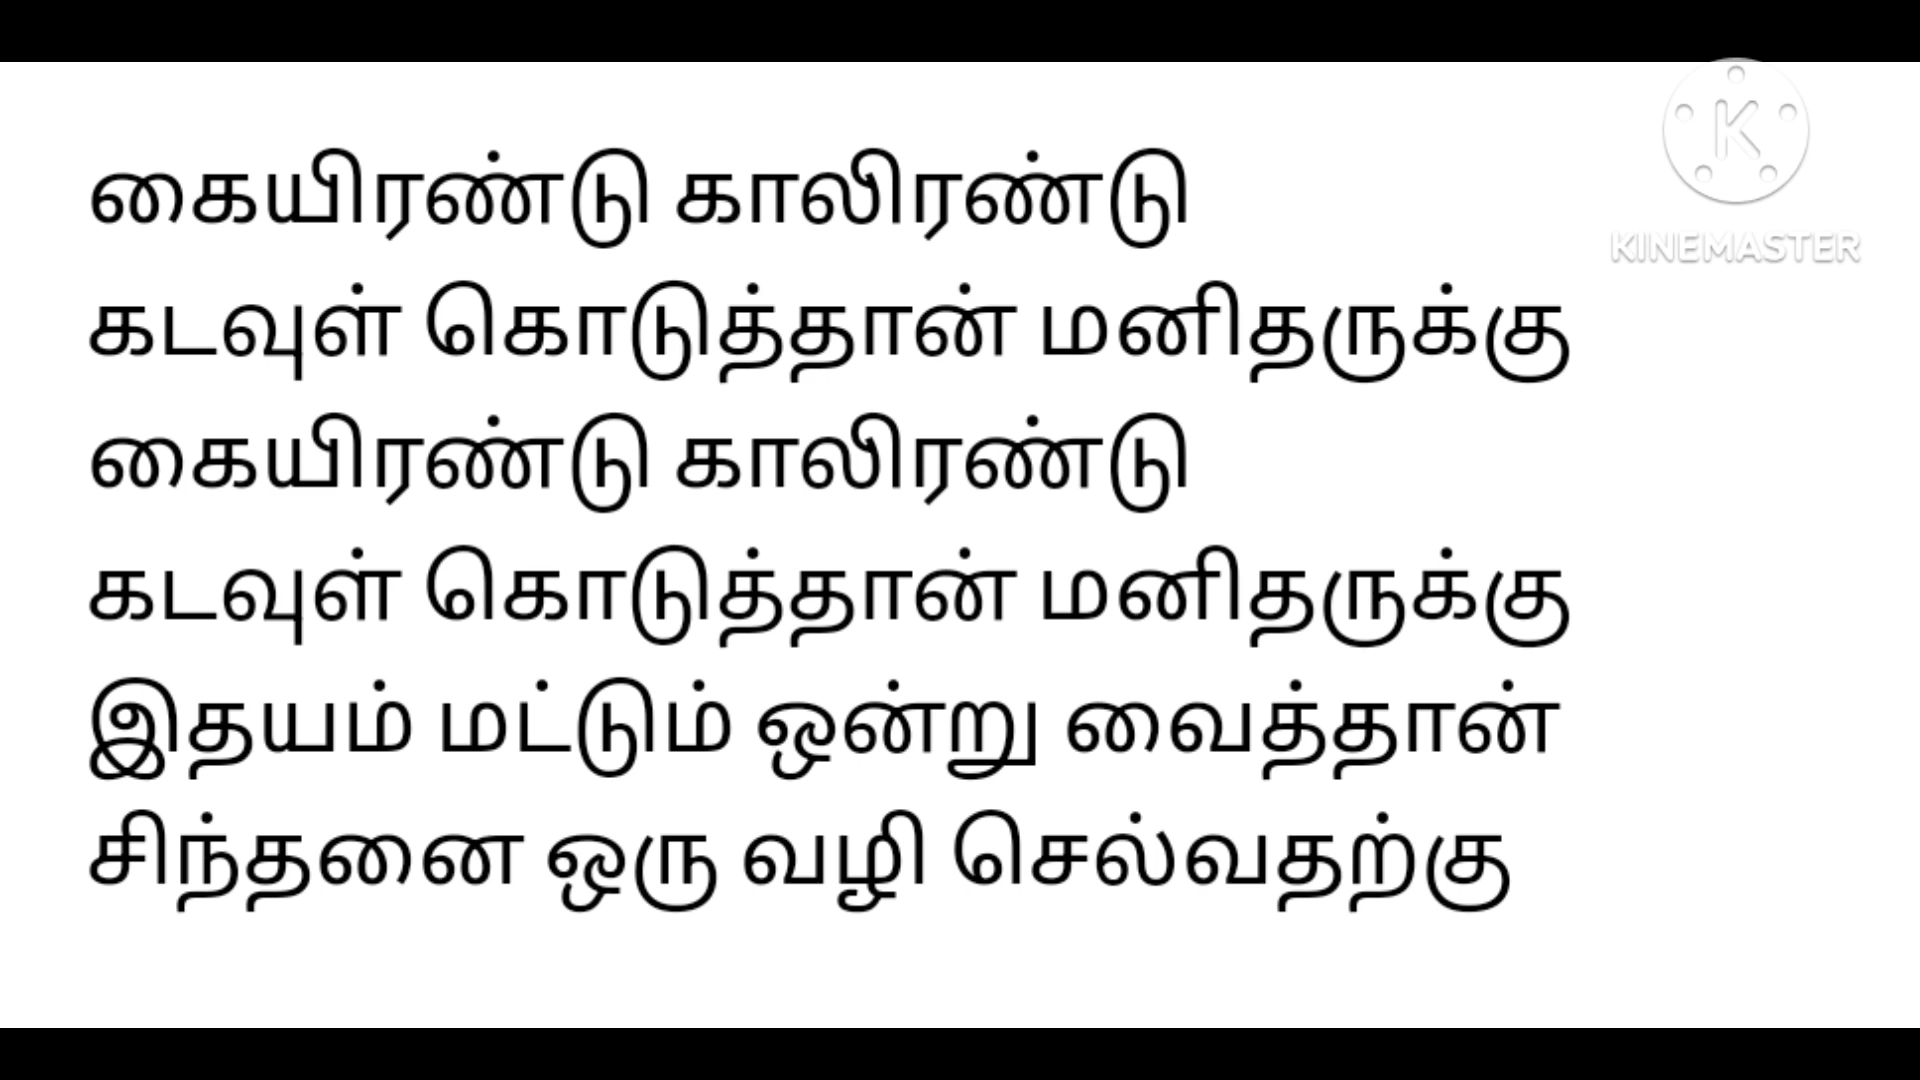 கையிரண்டு காலிரண்டு
கடவுள் கொடுத்தான் மனிதருக்கு
கையிரண்டு காலிரண்டு
கடவுள் கொடுத்தான் மனிதருக்கு
இதயம் மட்டும் ஒன்று வைத்தான்
சிந்தனை ஒரு வழி செல்வதற்கு
K
KINEMASTER